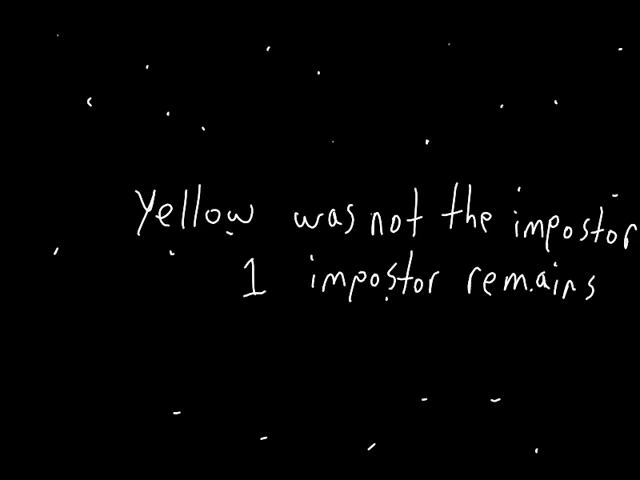 Yellow was not the impostor
1 impostor remains